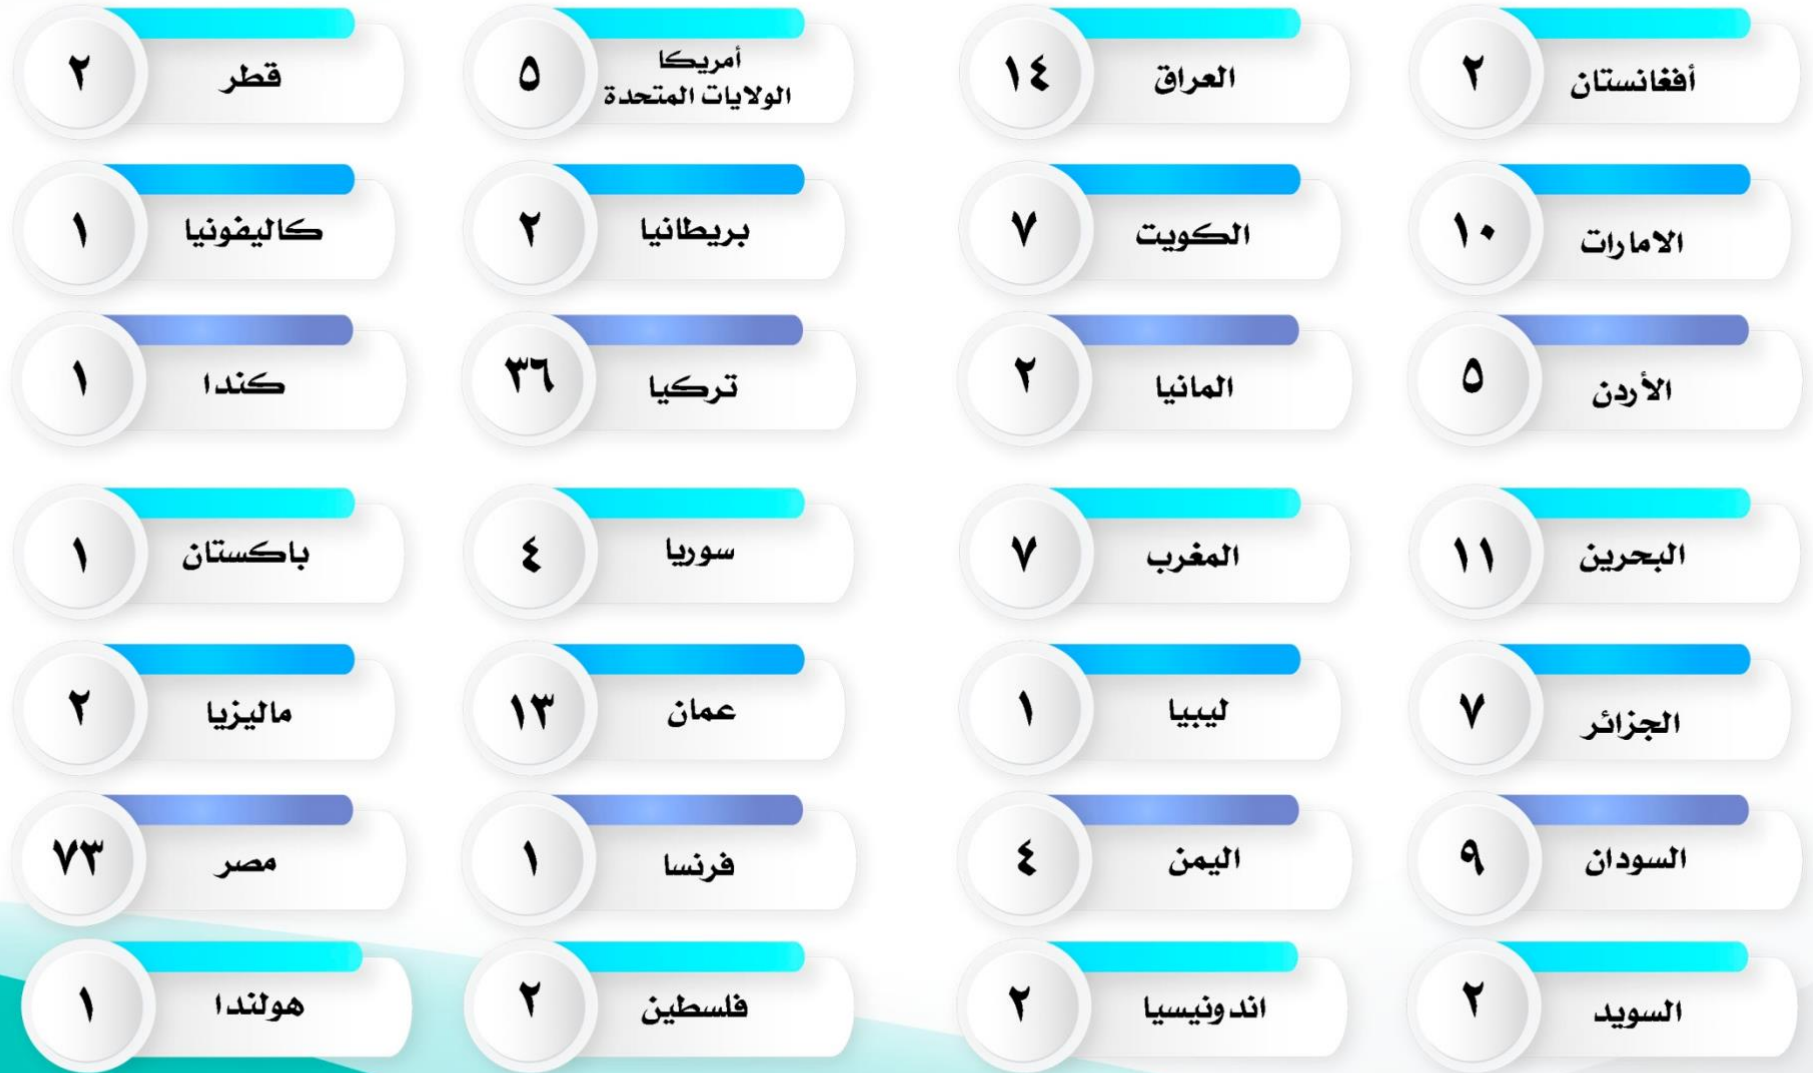 أفغانستان ٢
العراق ١٤
أمريكا
الولايات المتحدة ٥
قطر ٢
الامارات ١٠
الكويت ٧
بريطانيا ٢
كاليفونيا ١
الأردن ٥
المانيا ٢
تركيا ٣٦
كندا ١
البحرين ١١
المغرب ٧
سوريا ٤
باكستان ١
الجزائر ٧
ليبيا ١
عمان ١٣
ماليزيا ٢
السودان ٩
اليمن ٤
فرنسا ١
مصر ٧٣
السويد ٢
اندونيسيا ٢
فلسطين ٢
هولندا ١